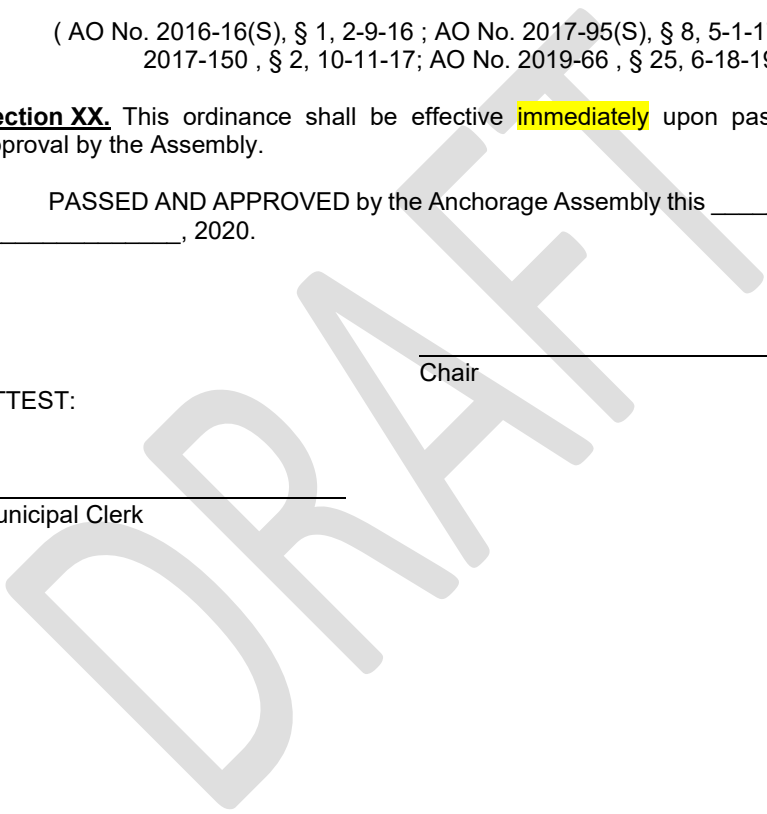 ( AO No. 2016-16(S), § 1, 2-9-16 ; AO No. 2017-95(S), § 8, 5-1-1
2017-150 , § 2, 10-11-17; AO No. 2019-66 , § 25, 6-18-19
ection XX. This ordinance shall be effective immediately upon pas
proval by the Assembly.
PASSED AND APPROVED by the Anchorage Assembly this ____
______________, 2020.
Chair
TTEST:
unicipal Clerk
DRAFT